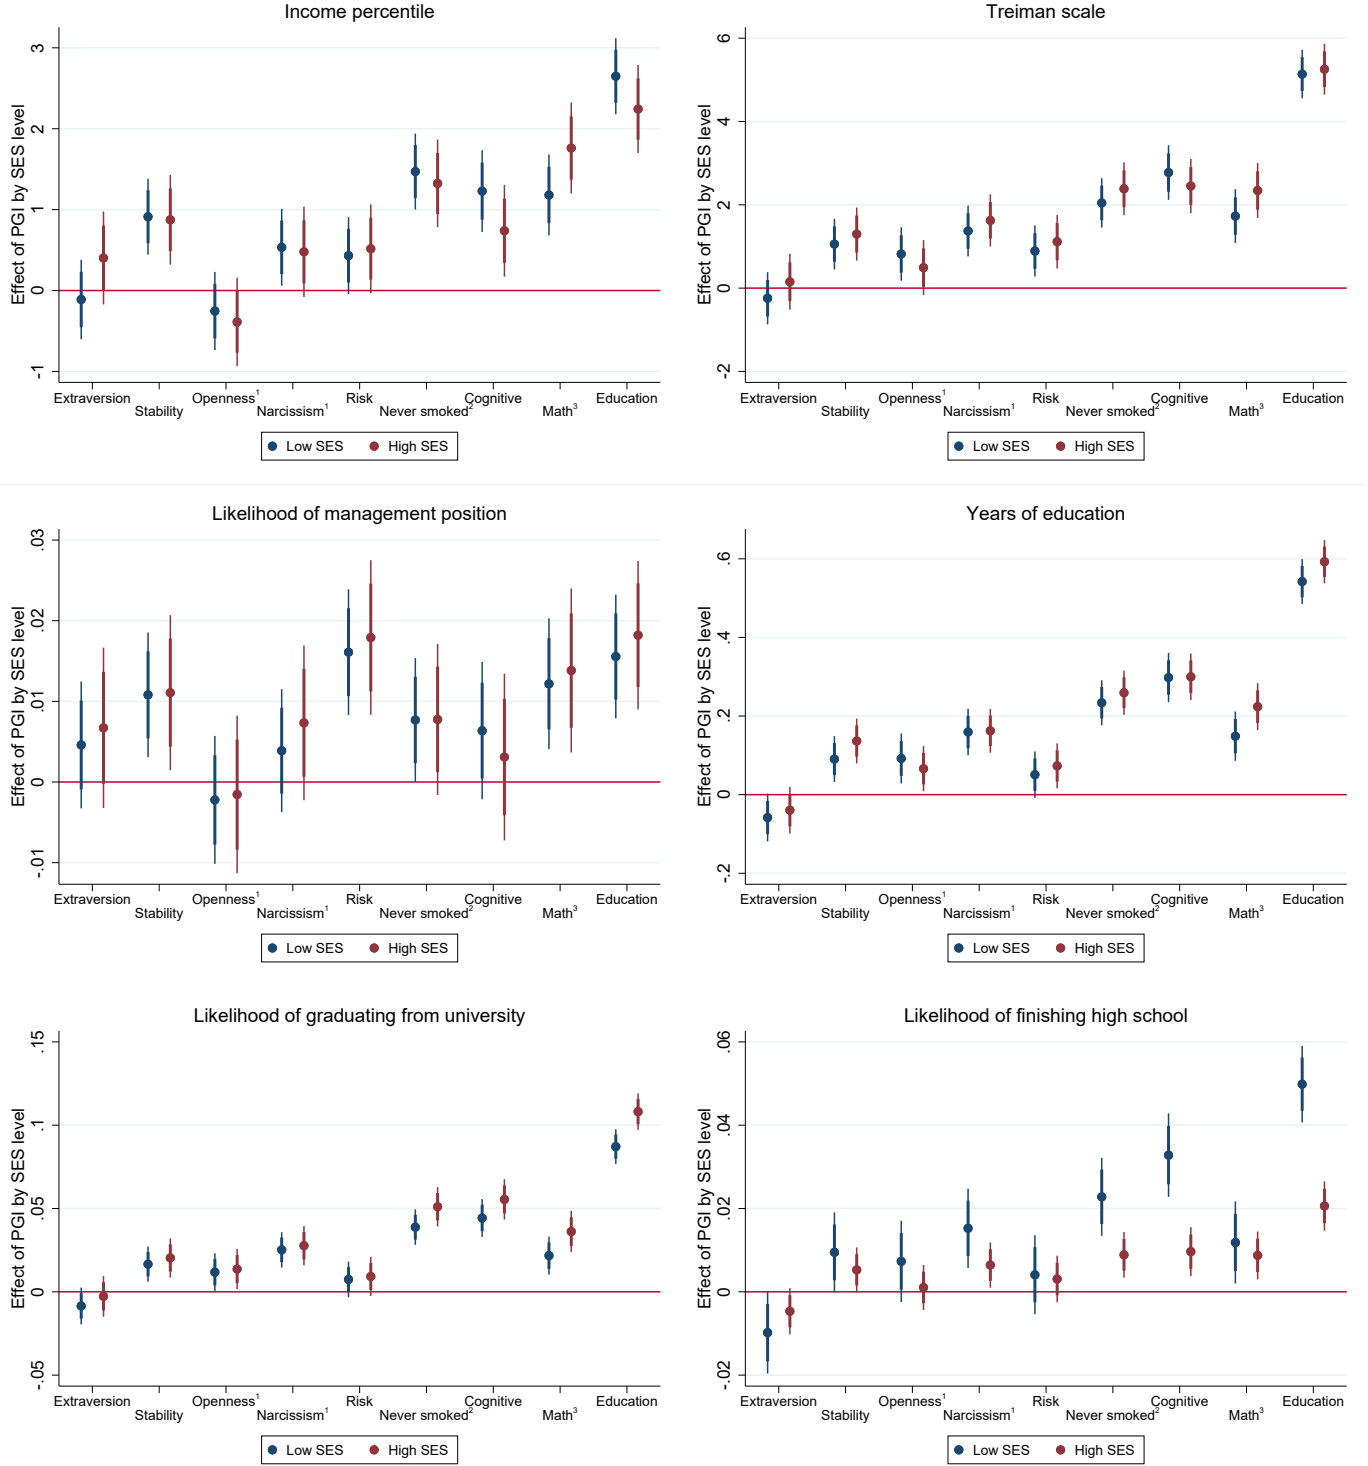 Income percentile
Effect of PGI by SES level
3
2
1
0
-1
Extraversion Stability Openness¹ Narcissism¹ Risk Never smoked² Cognitive Math³ Education
Low SES High SES
Treiman scale
Effect of PGI by SES level
6
4
2
0
-2
Extraversion Stability Openness¹ Narcissism¹ Risk Never smoked² Cognitive Math³ Education
Low SES High SES
Likelihood of management position
Effect of PGI by SES level
.03
.02
.01
0
-.01
Extraversion Stability Openness¹ Narcissism¹ Risk Never smoked² Cognitive Math³ Education
Low SES High SES
Years of education
Effect of PGI by SES level
.6
.4
.2
0
-.2
Extraversion Stability Openness¹ Narcissism¹ Risk Never smoked² Cognitive Math³ Education
Low SES High SES
Likelihood of graduating from university
Effect of PGI by SES level
.15
.1
.05
0
-.05
Extraversion Stability Openness¹ Narcissism¹ Risk Never smoked² Cognitive Math³ Education
Low SES High SES
Likelihood of finishing high school
Effect of PGI by SES level
.06
.04
.02
0
-.02
Extraversion Stability Openness¹ Narcissism¹ Risk Never smoked² Cognitive Math³ Education
Low SES High SES